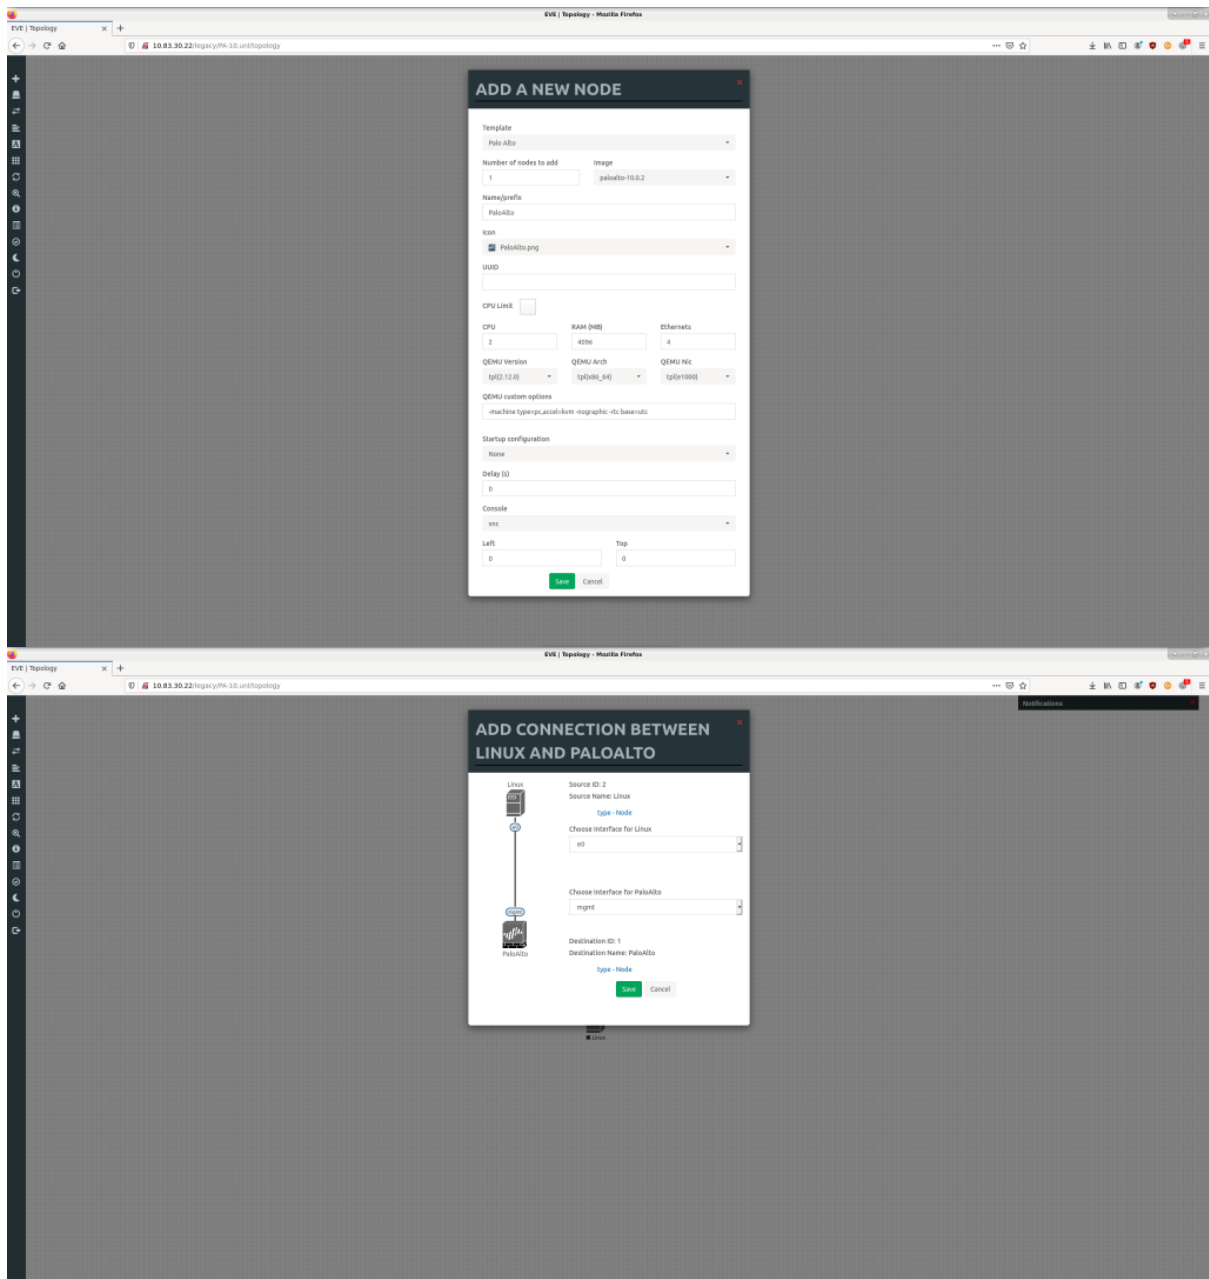 EVE | Topology - Mozilla Firefox
EVE | Topology
10.83.30.22/legacy/PA-10.unl/topology
ADD A NEW NODE
Template
Palo Alto
Number of nodes to add Image
1 paloalto-10.0.2
Name/prefix
PaloAlto
Icon
PaloAlto.png
UUID
CPU Limit
CPU RAM (MB) Ethernets
2 4096 4
QEMU Version QEMU Arch QEMU Nic
tpl(2.12.0) tpl(x86_64) tpl(e1000)
QEMU custom options
-machine type=pc,accel=kvm -nographic -rtc base=utc
Startup configuration
None
Delay (s)
0
Console
vnc
Left Top
0 0
Save Cancel
EVE | Topology - Mozilla Firefox
EVE | Topology
10.83.30.22/legacy/PA-10.unl/topology
Notifications
ADD CONNECTION BETWEEN
LINUX AND PALOALTO
Linux
Source ID: 2
Source Name: Linux
type - Node
e0
Choose Interface for Linux
e0
Choose Interface for PaloAlto
mgmt
mgmt
PaloAlto
Destination ID: 1
Destination Name: PaloAlto
type - Node
Save Cancel
Linux